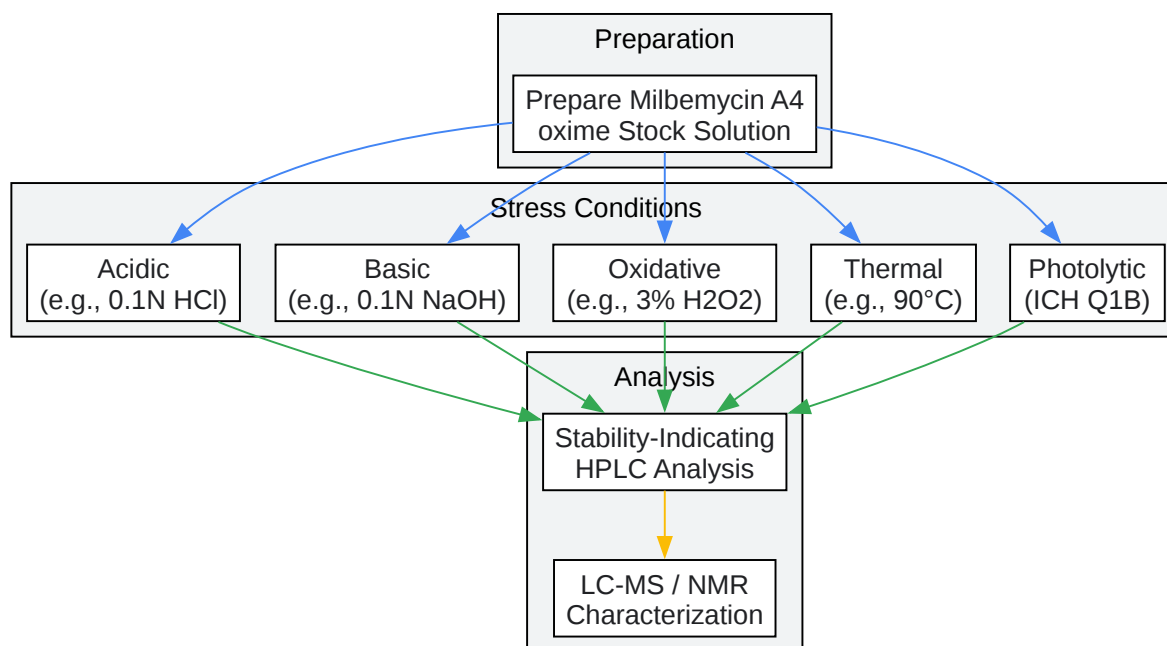 Preparation
Prepare Milbemycin A4
oxime Stock Solution
Stress Conditions
Acidic
(e.g., 0.1N HCl)
Basic
(e.g., 0.1N NaOH)
Oxidative
(e.g., 3% H2O2)
Thermal
(e.g., 90°C)
Photolytic
(ICH Q1B)
Analysis
Stability-Indicating
HPLC Analysis
LC-MS / NMR
Characterization